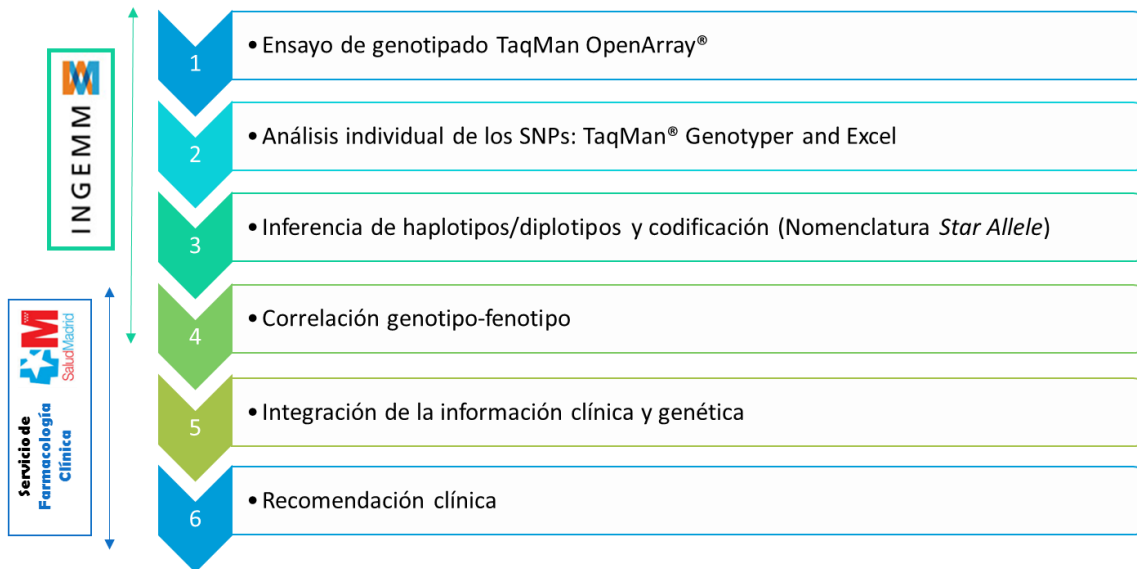 INGEMM
1
• Ensayo de genotipado TaqMan OpenArray®
2
• Análisis individual de los SNPs: TaqMan® Genotyper and Excel
3
• Inferencia de haplotipos/diplotipos y codificación (Nomenclatura Star Allele)
SaludMadrid
Servicio de
Farmacología
Clínica
4
• Correlación genotipo-fenotipo
5
• Integración de la información clínica y genética
6
• Recomendación clínica